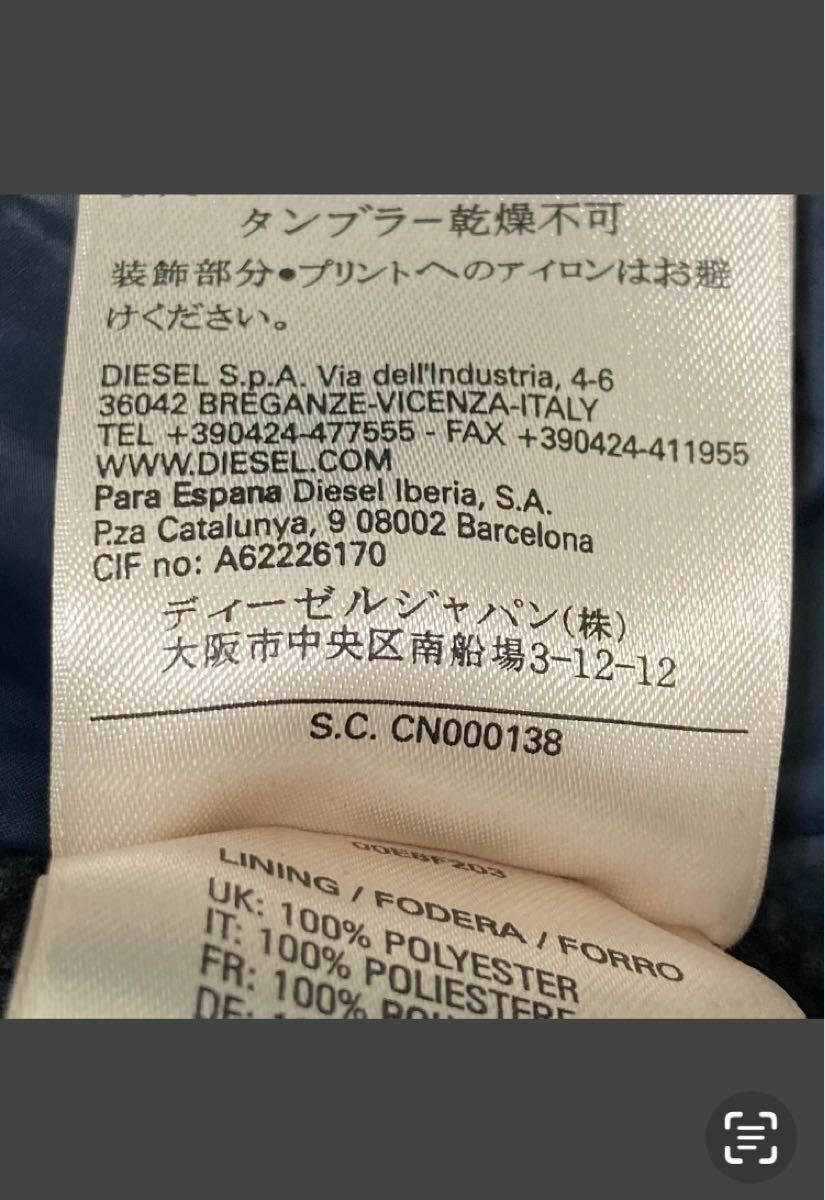 タンブラー乾燥不可
装飾部分●プリントへのアイロンはお避
けください。
DIESEL S.p.A. Via dell'Industria, 4-6
36042 BREGANZE-VICENZA-ITALY
TEL +390424-477555 - FAX +390424-411955
WWW.DIESEL.COM
Para Espana Diesel Iberia, S.A.
P.za Catalunya, 9 08002 Barcelona
CIF no: A62226170
ディーゼルジャパン(株)
大阪市中央区南船場3-12-12
S.C. CN000138
00EBF203
LINING / FODERA / FORRO
UK: 100% POLYESTER
IT: 100% POLIESTERE
FR: 100%
DE: